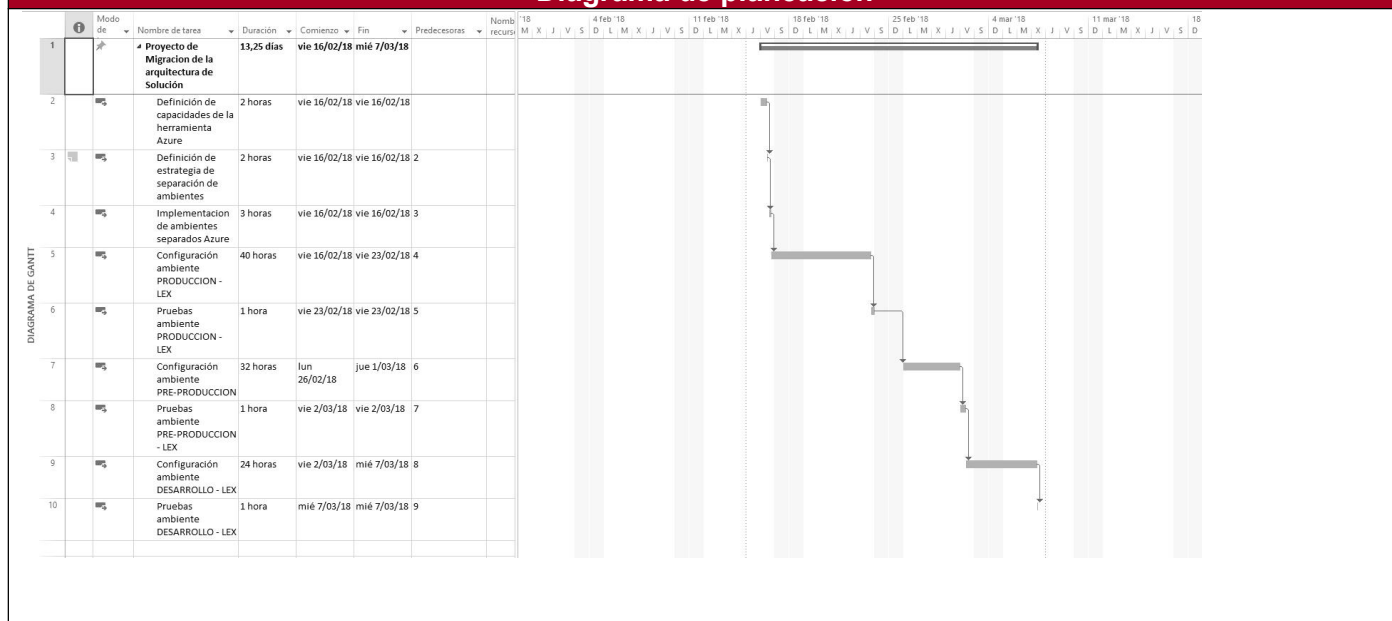 Diagrama de planeación
Modo de
Nombre de tarea
Duración
Comienzo
Fin
Predecesoras
Nomb
recurs
'18
4 feb '18
11 feb '18
18 feb '18
25 feb '18
4 mar '18
11 mar '18
18
M X J V S D L M X J V S D L M X J V S D L M X J V S D L M X J V S D L M X J V S D L M X J V S D
DIAGRAMA DE GANTT
1
Proyecto de
Migracion de la
arquitectura de
Solución
13,25 días
vie 16/02/18
mié 7/03/18
2
Definición de
capacidades de la
herramienta
Azure
2 horas
vie 16/02/18
vie 16/02/18
3
Definición de
estrategia de
separación de
ambientes
2 horas
vie 16/02/18
vie 16/02/18
2
4
Implementacion
de ambientes
separados Azure
3 horas
vie 16/02/18
vie 16/02/18
3
5
Configuración
ambiente
PRODUCCION -
LEX
40 horas
vie 16/02/18
vie 23/02/18
4
6
Pruebas
ambiente
PRODUCCION -
LEX
1 hora
vie 23/02/18
vie 23/02/18
5
7
Configuración
ambiente
PRE-PRODUCCION
32 horas
lun
26/02/18
jue 1/03/18
6
8
Pruebas
ambiente
PRE-PRODUCCION
- LEX
1 hora
vie 2/03/18
vie 2/03/18
7
9
Configuración
ambiente
DESARROLLO - LEX
24 horas
vie 2/03/18
mié 7/03/18
8
10
Pruebas
ambiente
DESARROLLO - LEX
1 hora
mié 7/03/18
mié 7/03/18
9